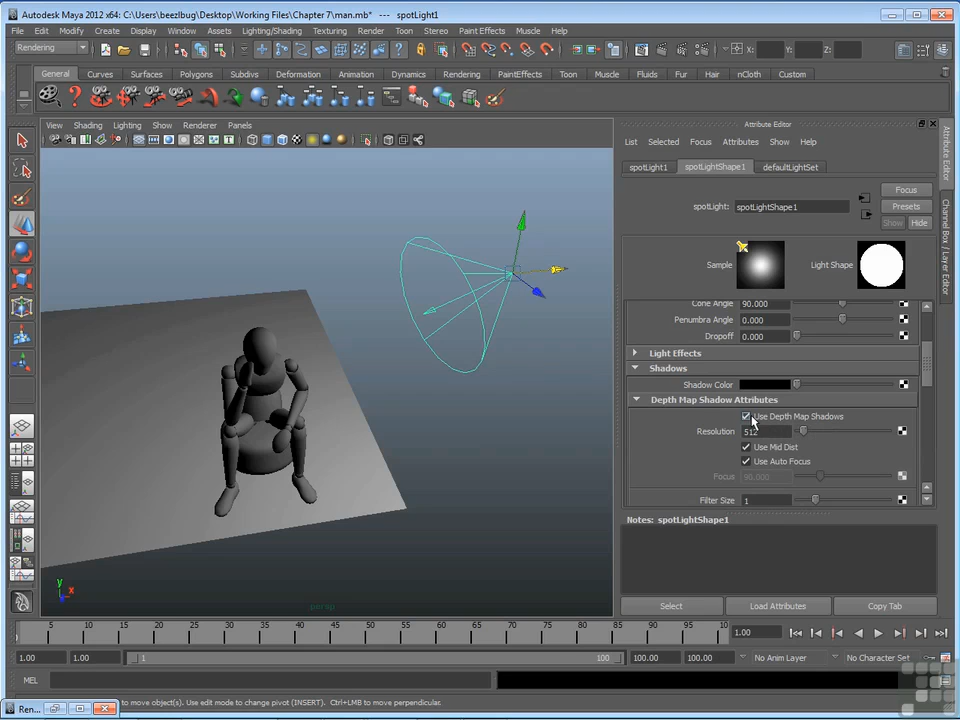 Autodesk Maya 2012 x64: C:\Users\beezlbug\Desktop\Working Files\Chapter 7\man.mb* --- spotLight1
File Edit Modify Create Display Window Assets Lighting/Shading Texturing Render Toon Stereo Paint Effects Muscle Help
Rendering X: Y: Z:
General Curves Surfaces Polygons Subdivs Deformation Animation Dynamics Rendering PaintEffects Toon Muscle Fluids Fur Hair nCloth Custom
View Shading Lighting Show Renderer Panels
Attribute Editor
List Selected Focus Attributes Show Help
spotLight1 spotLightShape1 defaultLightSet
Attribute Editor
Channel Box / Layer Editor
Focus
spotLight: spotLightShape1 Presets
Show Hide
Sample Light Shape
Cone Angle 90.000
Penumbra Angle 0.000
Dropoff 0.000
Light Effects
Shadows
Shadow Color
Depth Map Shadow Attributes
Use Depth Map Shadows
Resolution 512
Use Mid Dist
Use Auto Focus
Focus 90.000
Filter Size 1
Notes: spotLightShape1
y
x
persp
Select Load Attributes Copy Tab
5 10 15 20 25 30 35 40 45 50 55 60 65 70 75 80 85 90 95 10 1.00
1.00 1.00 1 100 100.00 100.00 No Anim Layer No Character Set
MEL
Ren... to move object(s). Use edit mode to change pivot (INSERT). Ctrl+LMB to move perpendicular.